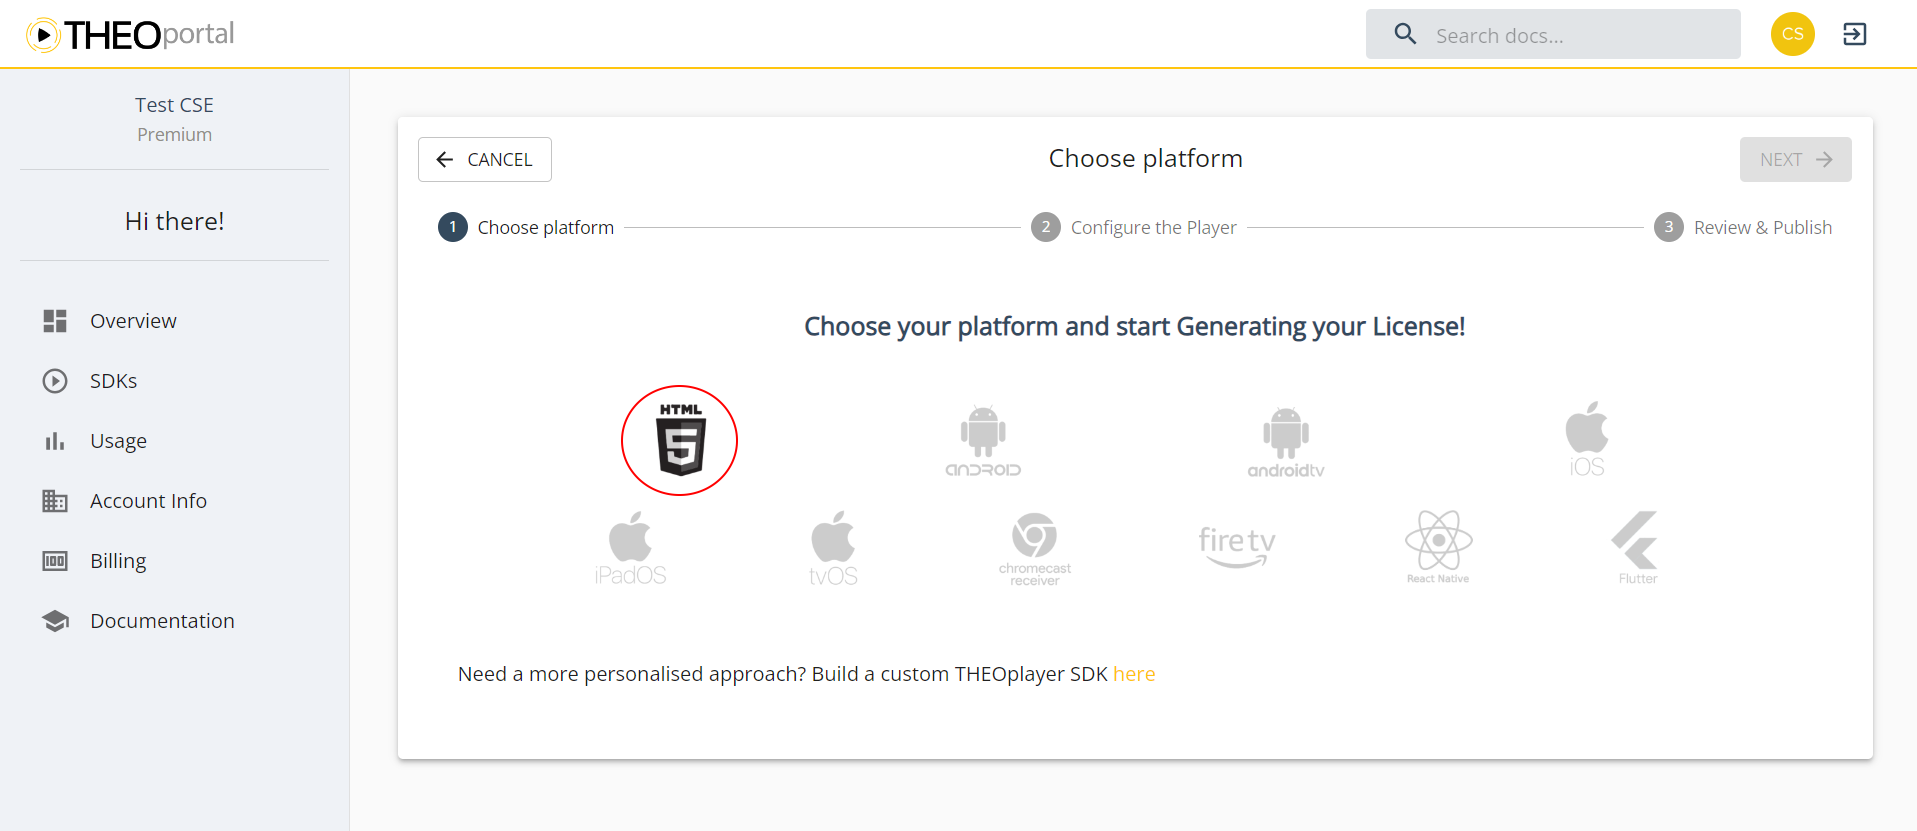 THEOportal
Search docs...
CS
Test CSE
Premium
Hi there!
Overview
SDKs
Usage
Account Info
Billing
Documentation
CANCEL
Choose platform
NEXT
1 Choose platform
2 Configure the Player
3 Review & Publish
Choose your platform and start Generating your License!
HTML
5
android
androidtv
iOS
iPadOS
tvOS
chromecast
receiver
fire tv
React Native
Flutter
Need a more personalised approach? Build a custom THEOplayer SDK here